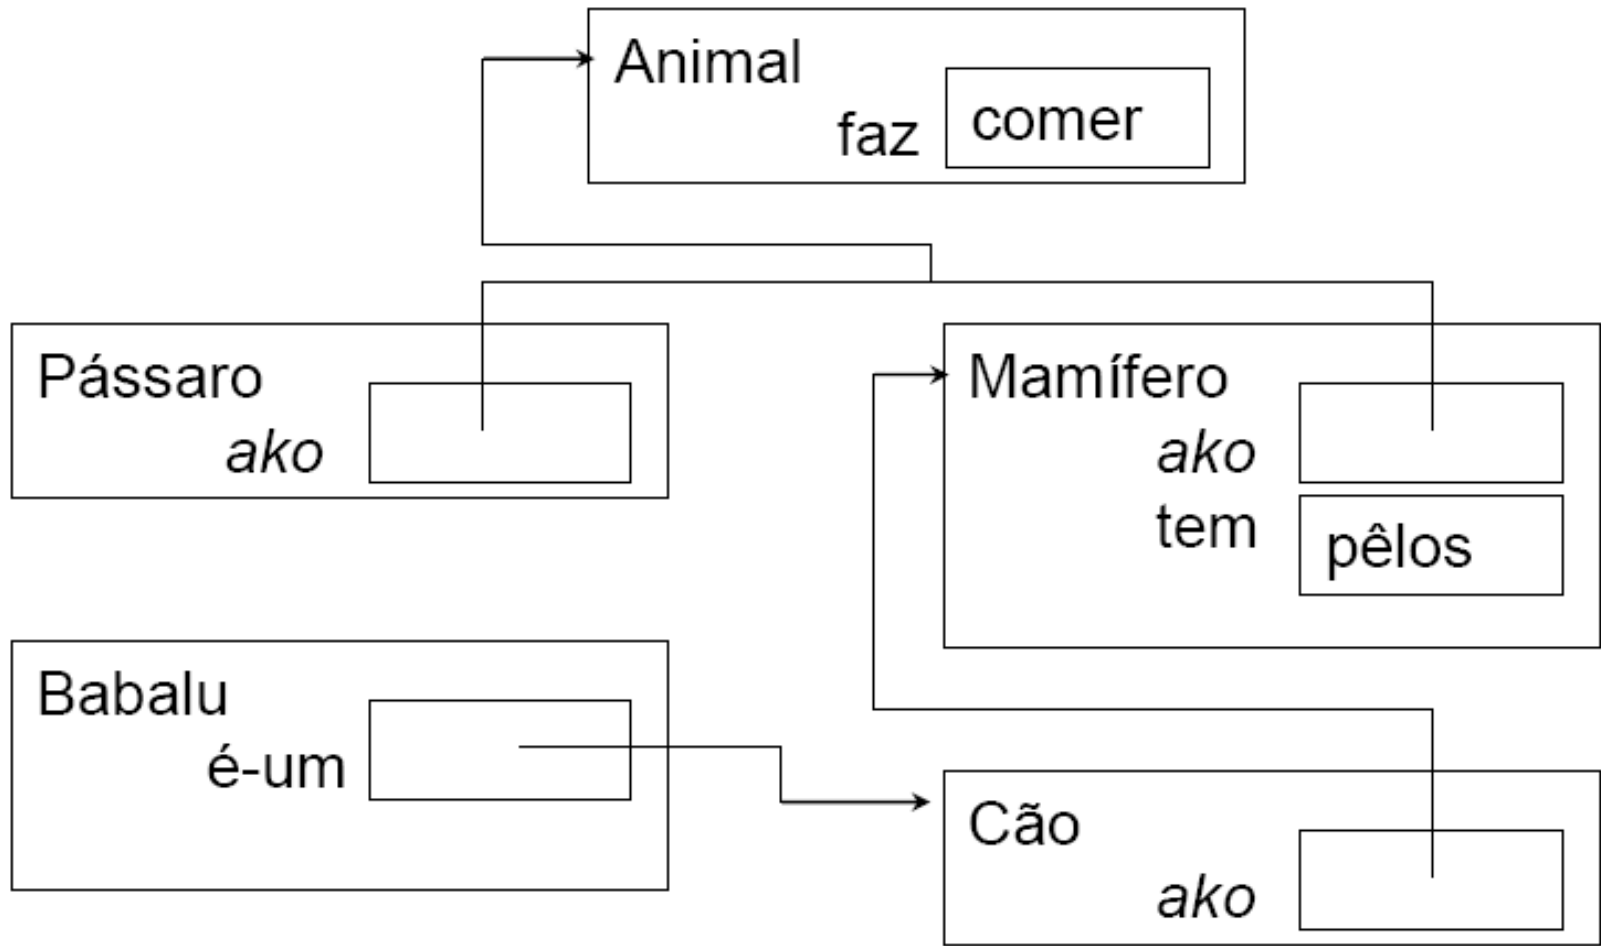 Animal
faz comer
Pássaro
ako
Mamífero
ako
tem pêlos
Babalu
é-um
Cão
ako